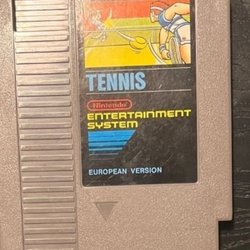 TENNIS
Nintendo
ENTERTAINMENT
SYSTEM
EUROPEAN VERSION